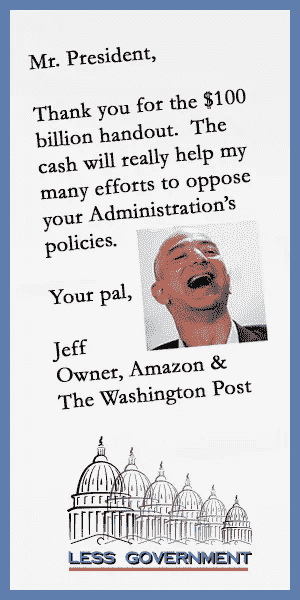 Mr. President,
Thank you for the $100
billion handout. The
cash will really help my
many efforts to oppose
your Administration's
policies.
Your pal,
Jeff
Owner, Amazon &
The Washington Post
LESS GOVERNMENT